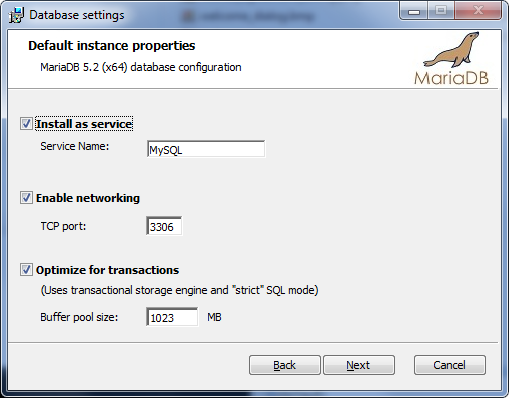 Database settings
Default instance properties
MariaDB 5.2 (x64) database configuration
MariaDB
Install as service
Service Name: MySQL
Enable networking
TCP port: 3306
Optimize for transactions
(Uses transactional storage engine and "strict" SQL mode)
Buffer pool size: 1023 MB
Back Next Cancel